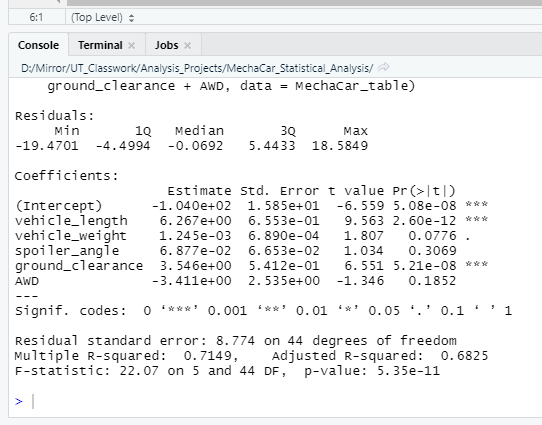 6:1 (Top Level)
Console Terminal Jobs
D:/Mirror/UT_Classwork/Analysis_Projects/MechaCar_Statistical_Analysis/
ground_clearance + AWD, data = MechaCar_table)
Residuals:
Min 1Q Median 3Q Max
-19.4701 -4.4994 -0.0692 5.4433 18.5849
Coefficients:
Estimate Std. Error t value Pr(>|t|)
(Intercept) -1.040e+02 1.585e+01 -6.559 5.08e-08 ***
vehicle_length 6.267e+00 6.553e-01 9.563 2.60e-12 ***
vehicle_weight 1.245e-03 6.890e-04 1.807 0.0776 .
spoiler_angle 6.877e-02 6.653e-02 1.034 0.3069
ground_clearance 3.546e+00 5.412e-01 6.551 5.21e-08 ***
AWD -3.411e+00 2.535e+00 -1.346 0.1852
---
Signif. codes: 0 ‘***’ 0.001 ‘**’ 0.01 ‘*’ 0.05 ‘.’ 0.1 ‘ ’ 1
Residual standard error: 8.774 on 44 degrees of freedom
Multiple R-squared: 0.7149, Adjusted R-squared: 0.6825
F-statistic: 22.07 on 5 and 44 DF, p-value: 5.35e-11
>